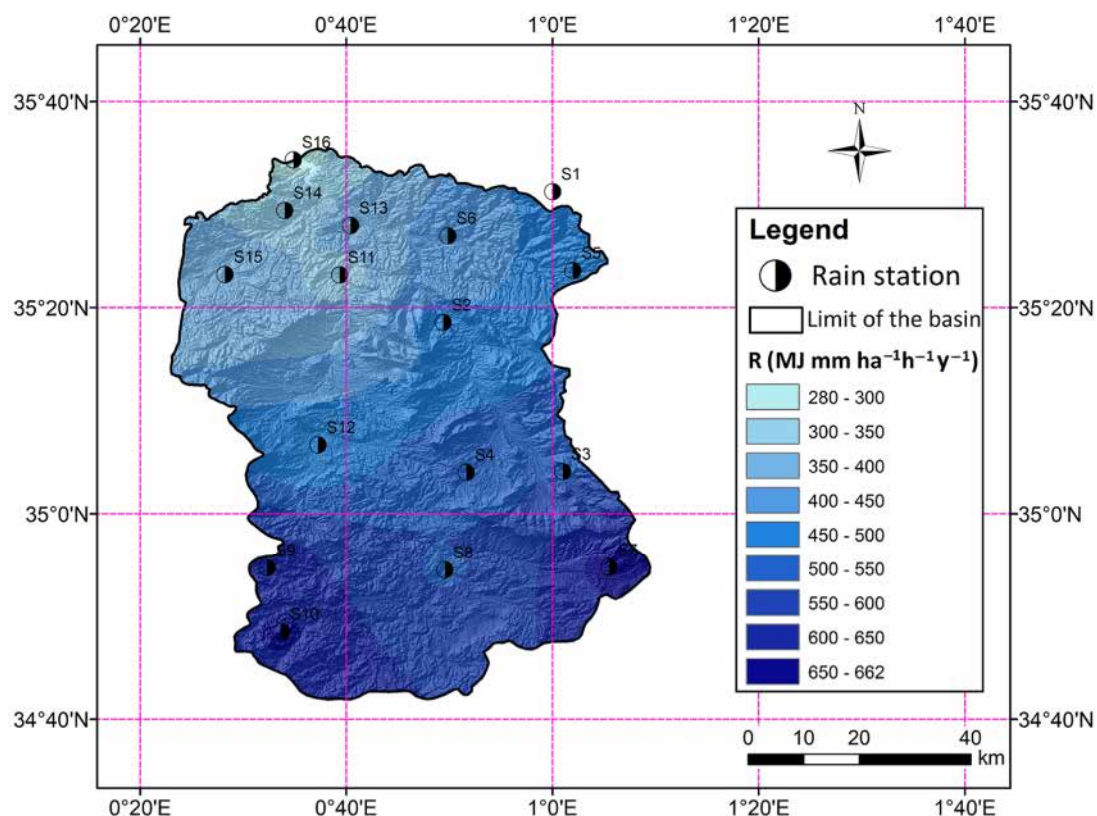 0°20'E 0°40'E 1°0'E 1°20'E 1°40'E
35°40'N 35°40'N
N
S16
S1
S14
S13
S6
S15
S11
S5
35°20'N 35°20'N
S2
S12
S4
S3
35°0'N 35°0'N
S9
S8
S7
S10
34°40'N 34°40'N
Legend
Rain station
Limit of the basin
R (MJ mm ha⁻¹h⁻¹y⁻¹)
280 - 300
300 - 350
350 - 400
400 - 450
450 - 500
500 - 550
550 - 600
600 - 650
650 - 662
0 10 20 40
km
0°20'E 0°40'E 1°0'E 1°20'E 1°40'E